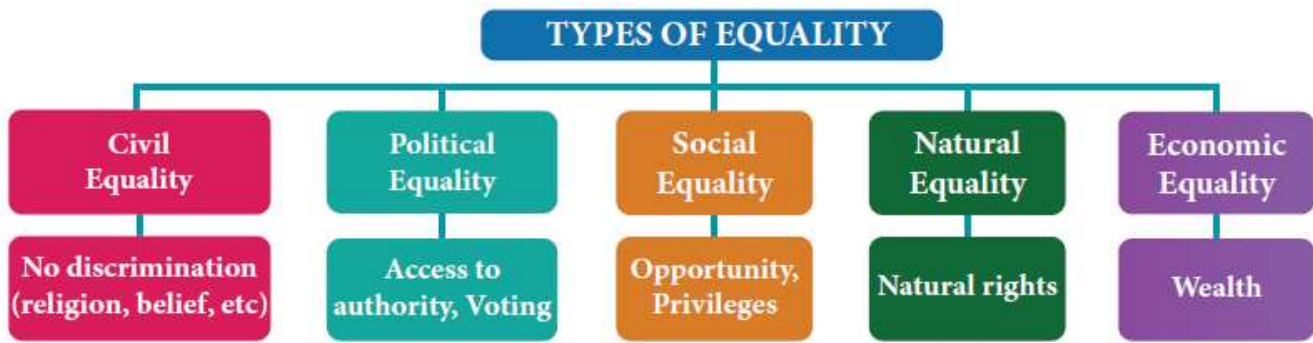 TYPES OF EQUALITY
Civil
Equality
Political
Equality
Social
Equality
Natural
Equality
Economic
Equality
No discrimination
(religion, belief, etc)
Access to
authority, Voting
Opportunity,
Privileges
Natural rights
Wealth